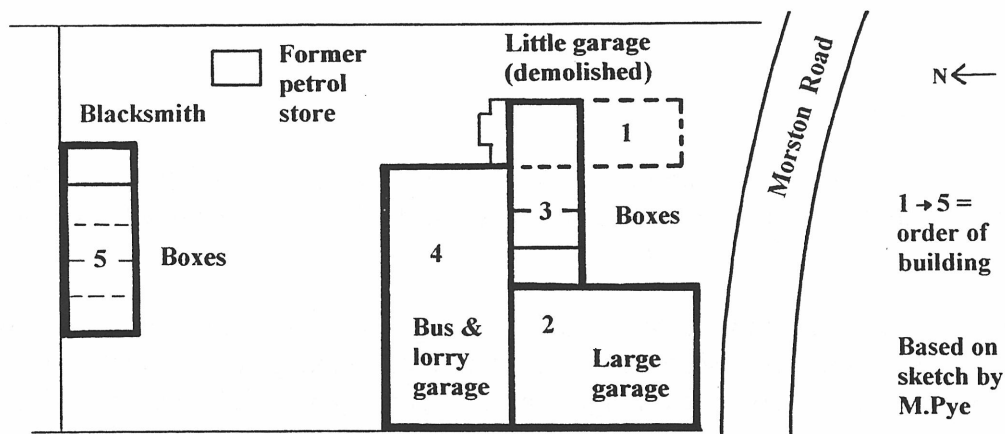 Former
petrol
store
Little garage
(demolished)
Blacksmith
1
Morston Road
N
3
Boxes
5
Boxes
4
2
Bus &
lorry
garage
Large
garage
1 → 5 =
order of
building
Based on
sketch by
M.Pye